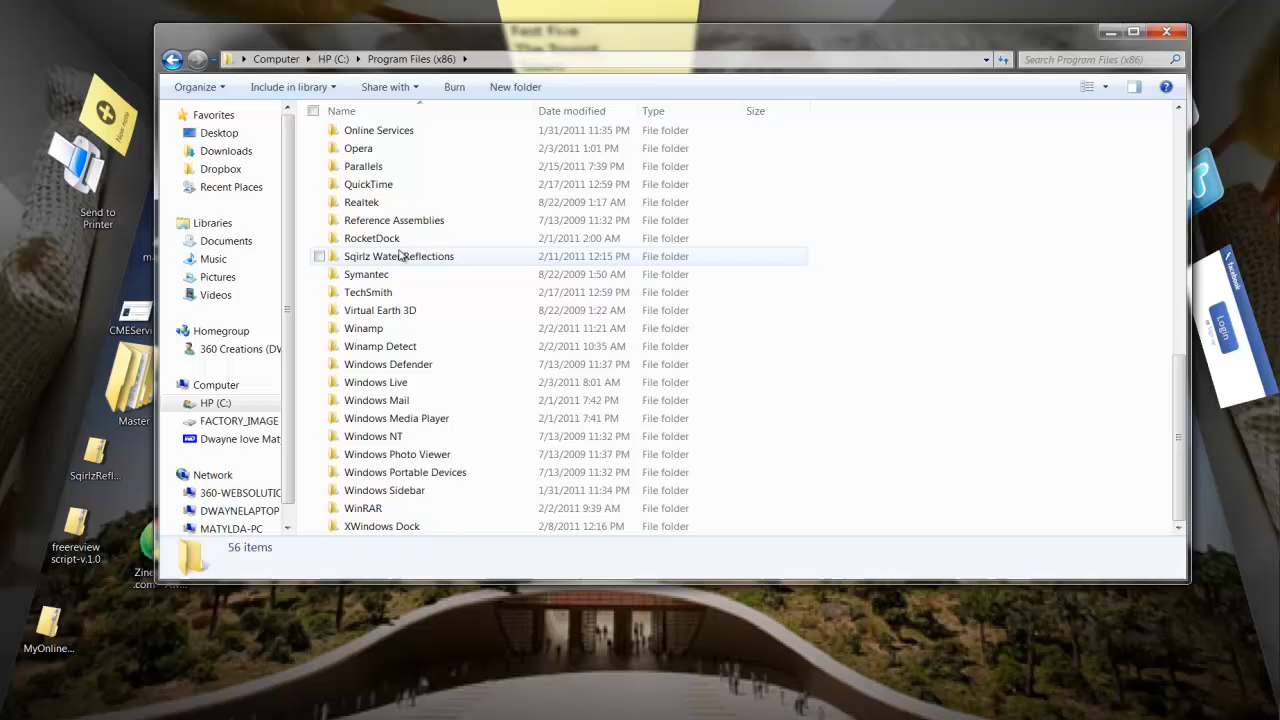 Fast Five
The Tourist
Computer HP (C:) Program Files (x86)
Search Program Files (x86)
Organize Include in library Share with Burn New folder
Name Date modified Type Size
Favorites
Desktop
Downloads
Dropbox
Recent Places
Libraries
Documents
Music
Pictures
Videos
Homegroup
360 Creations (DW
Computer
HP (C:)
FACTORY_IMAGE
Dwayne love Mat
Network
360-WEBSOLUTIC
DWAYNELAPTOP
MATYLDA-PC
Online Services 1/31/2011 11:35 PM File folder
Opera 2/3/2011 1:01 PM File folder
Parallels 2/15/2011 7:39 PM File folder
QuickTime 2/17/2011 12:59 PM File folder
Realtek 8/22/2009 1:17 AM File folder
Reference Assemblies 7/13/2009 11:32 PM File folder
RocketDock 2/1/2011 2:00 AM File folder
Sqirlz Water Reflections 2/11/2011 12:15 PM File folder
Symantec 8/22/2009 1:50 AM File folder
TechSmith 2/17/2011 12:59 PM File folder
Virtual Earth 3D 8/22/2009 1:22 AM File folder
Winamp 2/2/2011 11:21 AM File folder
Winamp Detect 2/2/2011 10:35 AM File folder
Windows Defender 7/13/2009 11:37 PM File folder
Windows Live 2/3/2011 8:01 AM File folder
Windows Mail 2/1/2011 7:42 PM File folder
Windows Media Player 2/1/2011 7:41 PM File folder
Windows NT 7/13/2009 11:32 PM File folder
Windows Photo Viewer 7/13/2009 11:37 PM File folder
Windows Portable Devices 7/13/2009 11:32 PM File folder
Windows Sidebar 1/31/2011 11:34 PM File folder
WinRAR 2/2/2011 9:39 AM File folder
XWindows Dock 2/8/2011 12:16 PM File folder
56 items
New note
Send to
Printer
ma
CMEServi
Master
SqirlzRefl...
freereview
script-v.1.0
Zine
.com
MyOnline...
facebook
Login